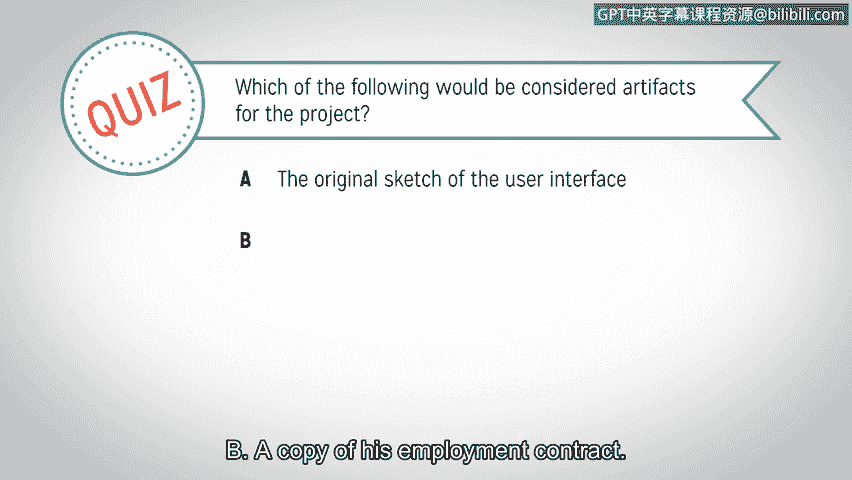 GPT中英字幕课程资源@bilibili.com
QUIZ
Which of the following would be considered artifacts
for the project?
A The original sketch of the user interface
B
B. A copy of his employment contract.